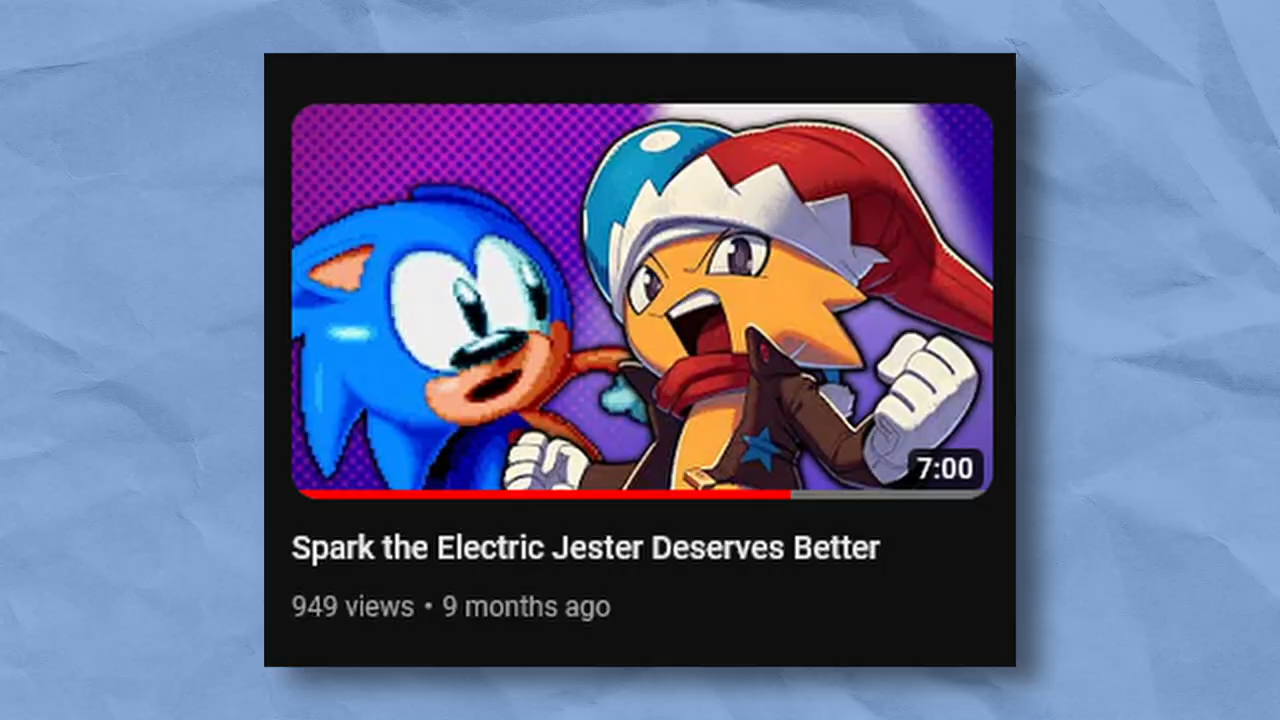 7:00
Spark the Electric Jester Deserves Better
949 views • 9 months ago